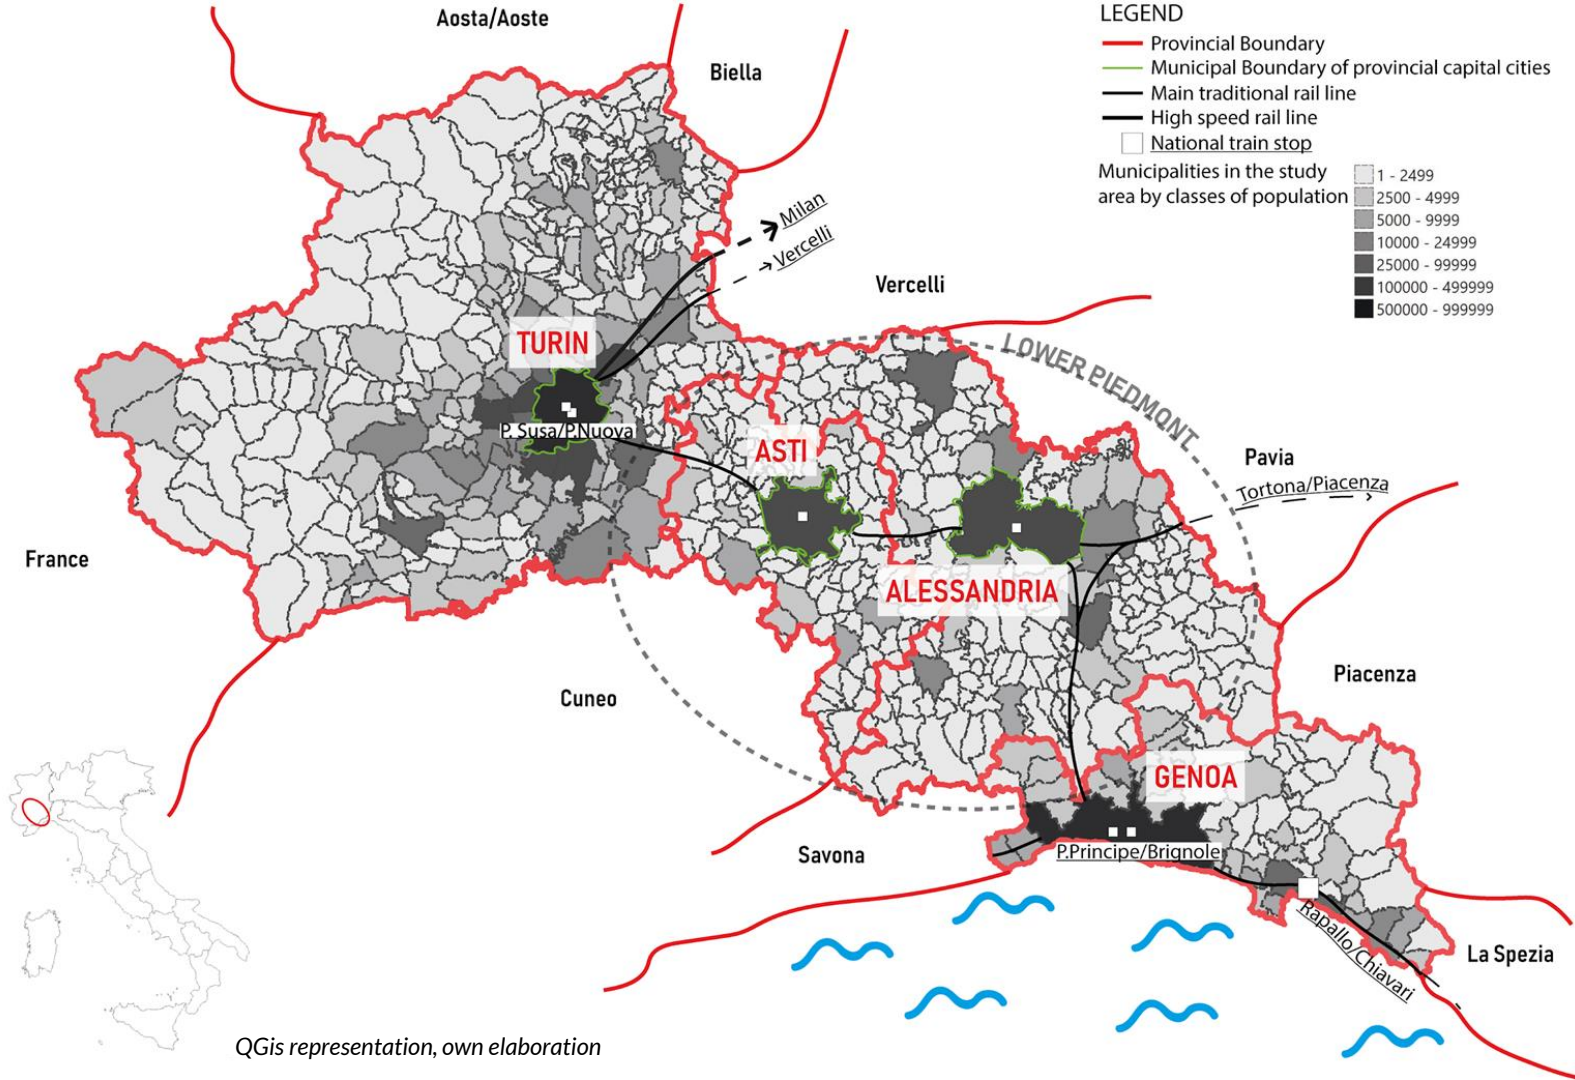 Aosta/Aoste
Biella
LEGEND
Provincial Boundary
Municipal Boundary of provincial capital cities
Main traditional rail line
High speed rail line
National train stop
Municipalities in the study
area by classes of population
1 - 2499
2500 - 4999
5000 - 9999
10000 - 24999
25000 - 99999
100000 - 499999
500000 - 999999
Milan
Vercelli
Vercelli
TURIN
LOWER PIEDMONT
P. Susa/P.Nuova
ASTI
Pavia
Tortona/Piacenza
France
ALESSANDRIA
Cuneo
Piacenza
GENOA
Savona
P.Principe/Brignole
Rapallo/Chiavari
La Spezia
QGis representation, own elaboration